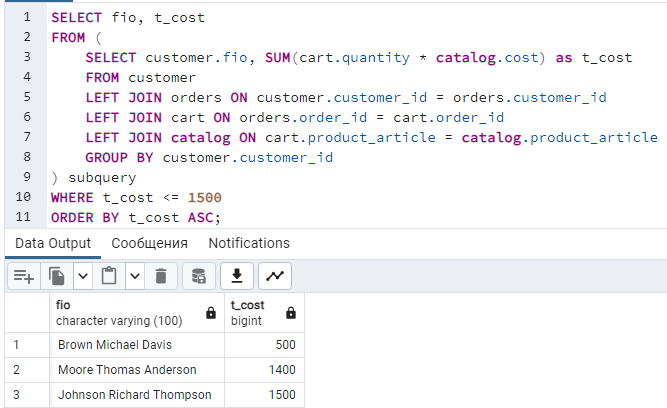 1 SELECT fio, t_cost
2 FROM (
3 SELECT customer.fio, SUM(cart.quantity * catalog.cost) as t_cost
4 FROM customer
5 LEFT JOIN orders ON customer.customer_id = orders.customer_id
6 LEFT JOIN cart ON orders.order_id = cart.order_id
7 LEFT JOIN catalog ON cart.product_article = catalog.product_article
8 GROUP BY customer.customer_id
9 ) subquery
10 WHERE t_cost <= 1500
11 ORDER BY t_cost ASC;
Data Output Сообщения Notifications
fio t_cost
character varying (100) bigint
1 Brown Michael Davis 500
2 Moore Thomas Anderson 1400
3 Johnson Richard Thompson 1500